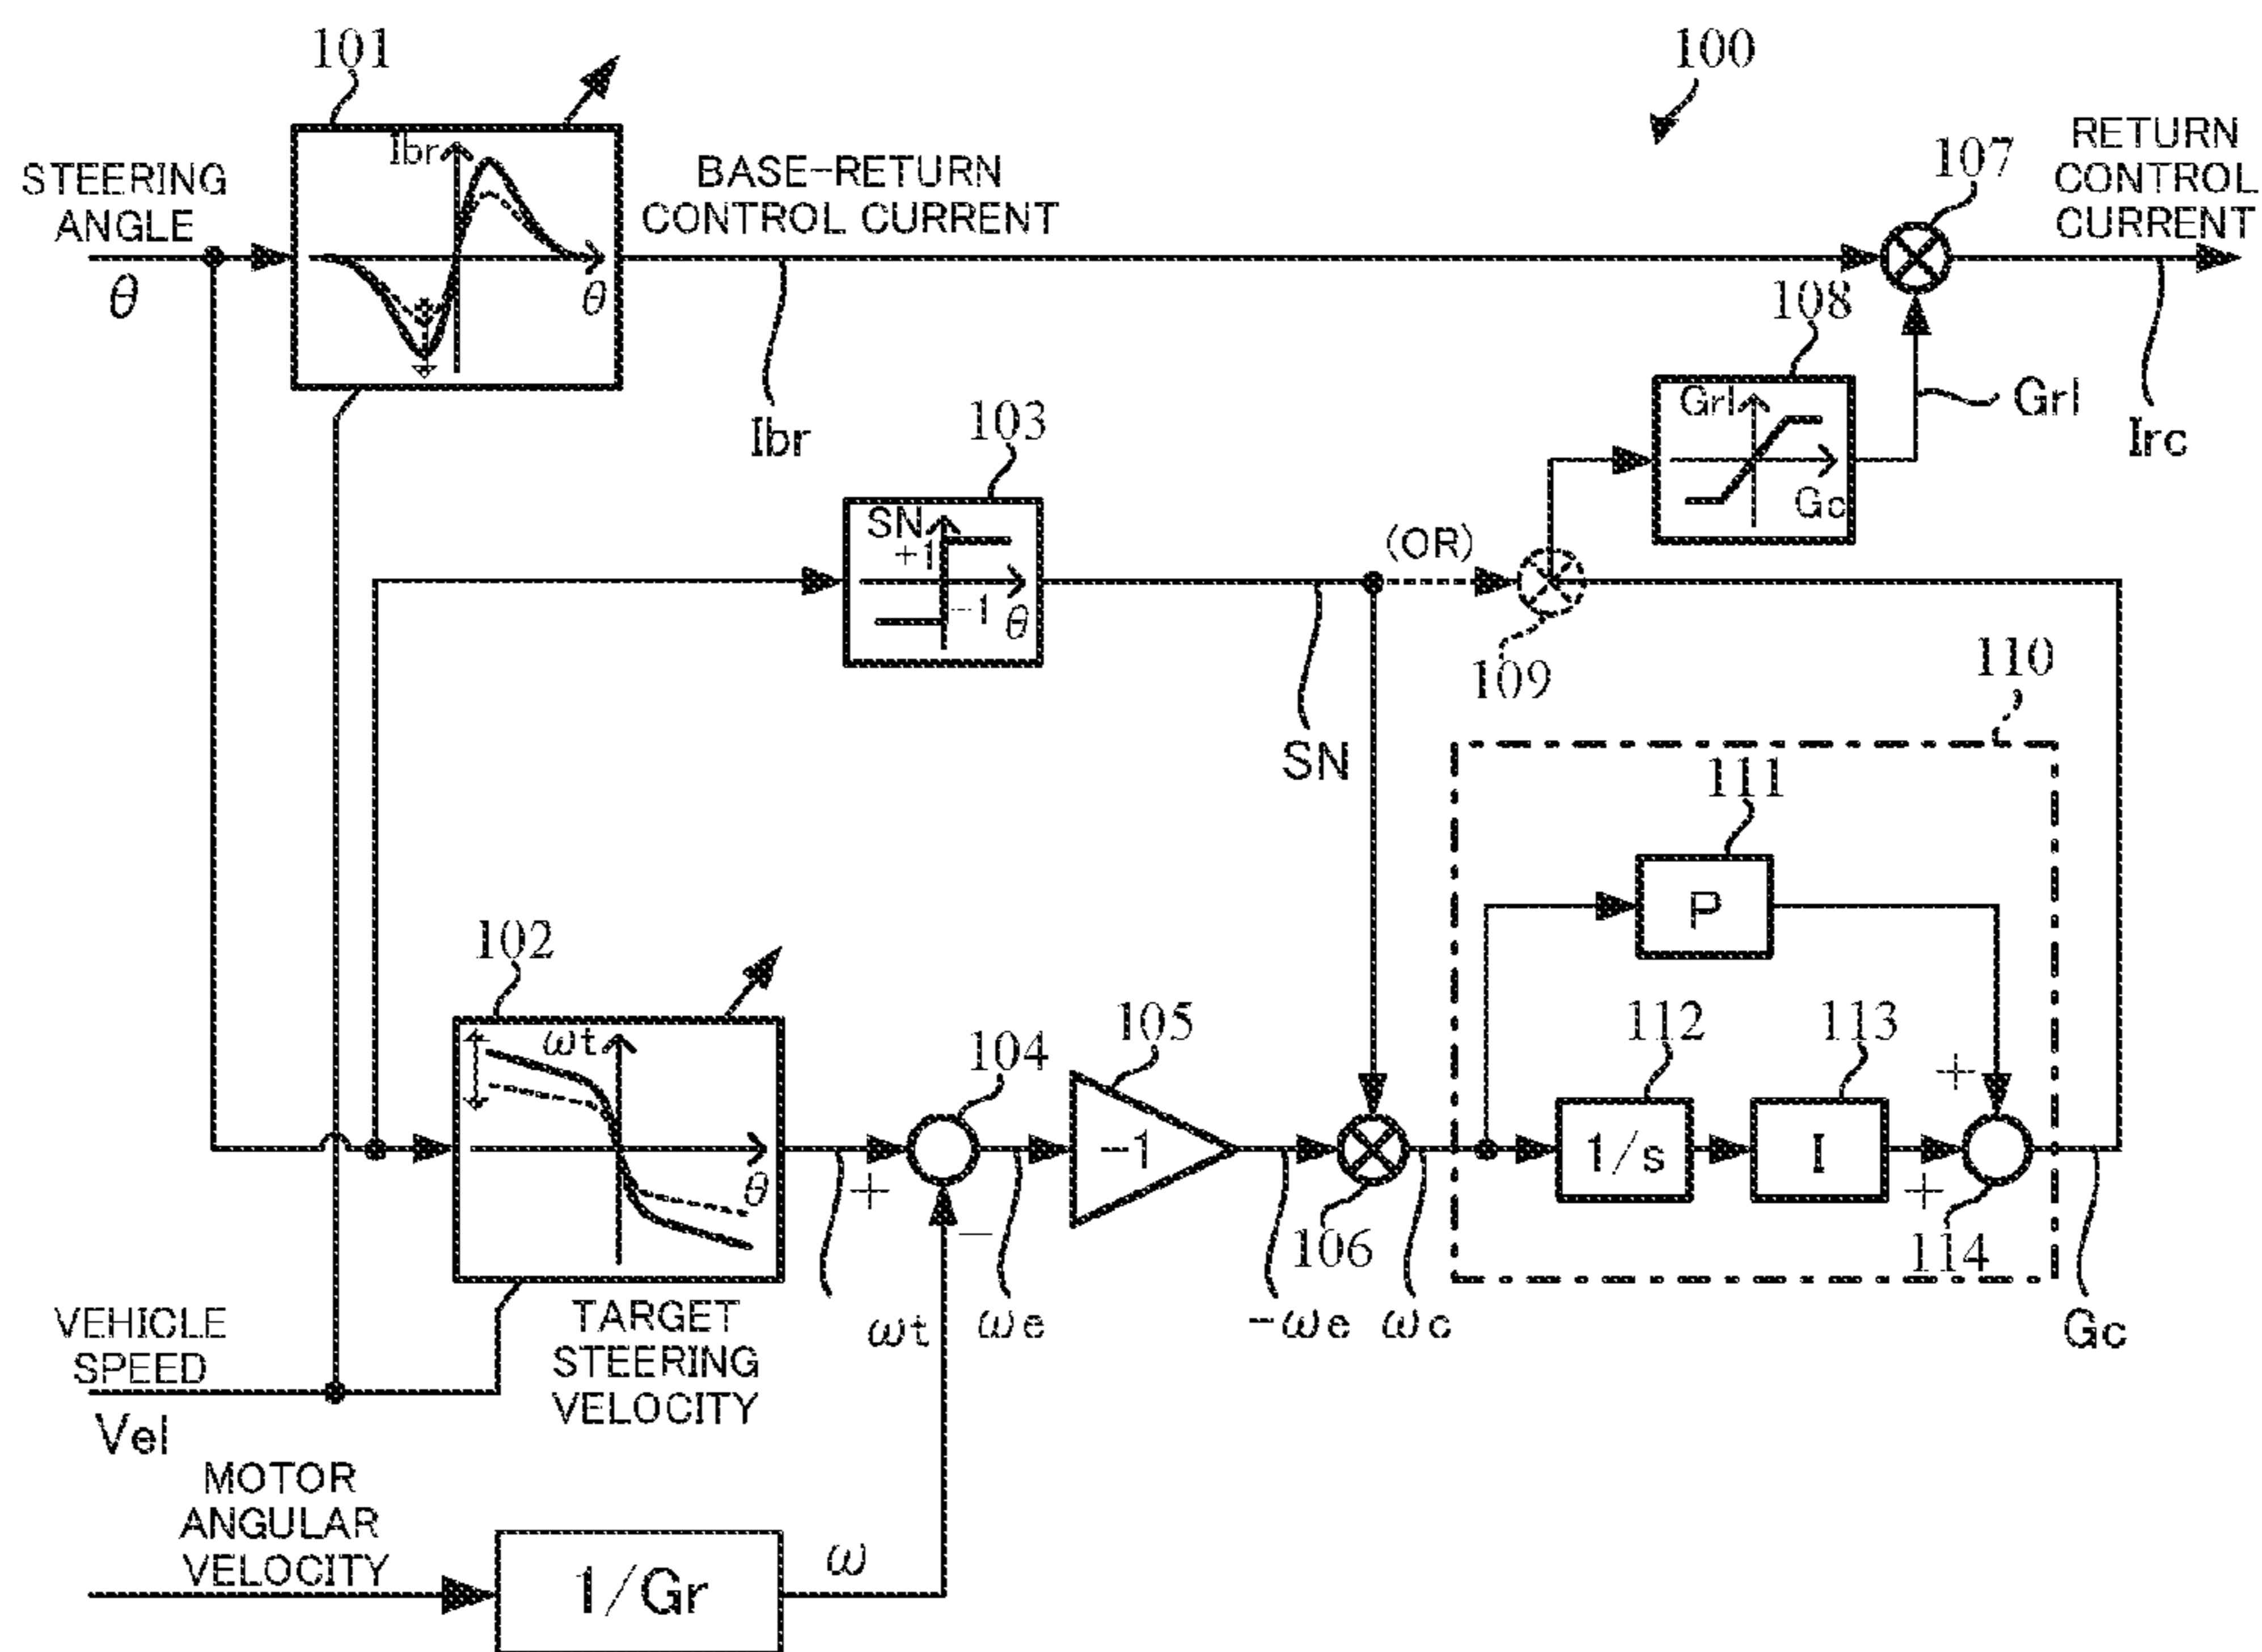 101
100
Ibr
θ
STEERING
ANGLE
θ
BASE-RETURN
CONTROL CURRENT
107
RETURN
CONTROL
CURRENT
108
Grl
Gc
Grl
Irc
Ibr
103
SN
+1
-1
θ
(OR)
109
SN
110
111
P
102
ωt
θ
104
105
-1
112
1/s
113
I
+
+
114
+
-
106
ωt
ωe
-ωe
ωc
Gc
VEHICLE
SPEED
Vel
TARGET
STEERING
VELOCITY
MOTOR
ANGULAR
VELOCITY
1/Gr
ω